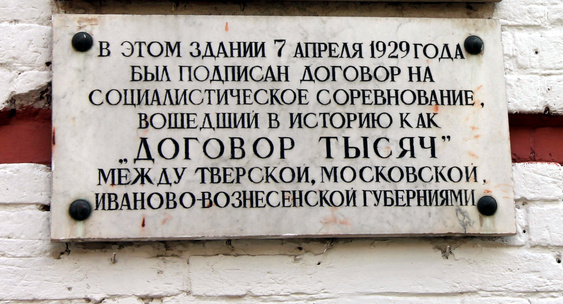 В ЭТОМ ЗДАНИИ 7 АПРЕЛЯ 1929 ГОДА
БЫЛ ПОДПИСАН ДОГОВОР НА
СОЦИАЛИСТИЧЕСКОЕ СОРЕВНОВАНИЕ,
ВОШЕДШИЙ В ИСТОРИЮ КАК
„ДОГОВОР ТЫСЯЧ”
МЕЖДУ ТВЕРСКОЙ, МОСКОВСКОЙ,
ИВАНОВО-ВОЗНЕСЕНСКОЙ ГУБЕРНИЯМИ.